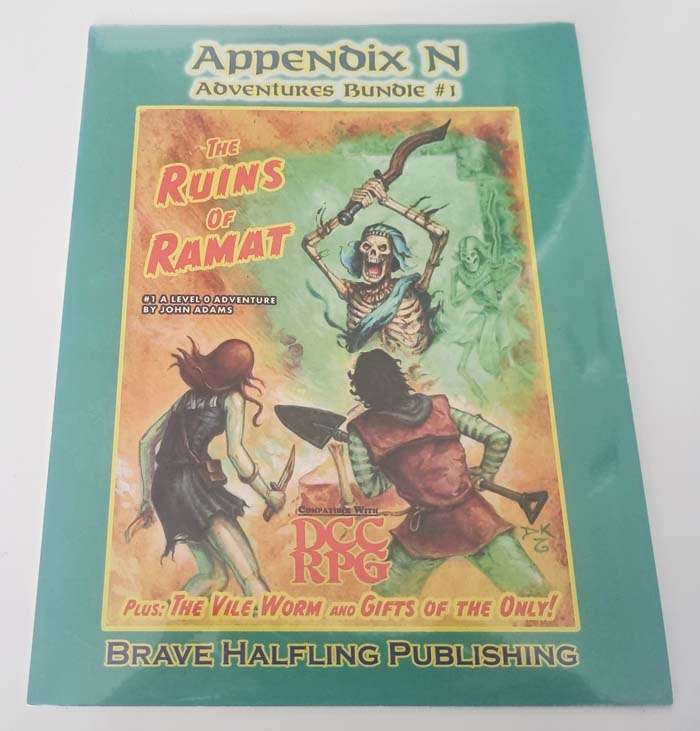 Appendix N
Adventures Bundle #1
The
Ruins
Of
Ramat
#1 A LEVEL 0 ADVENTURE
BY JOHN ADAMS
Compatible With
DCC
RPG
Plus: The Vile Worm and Gifts of the Only!
Brave Halfling Publishing